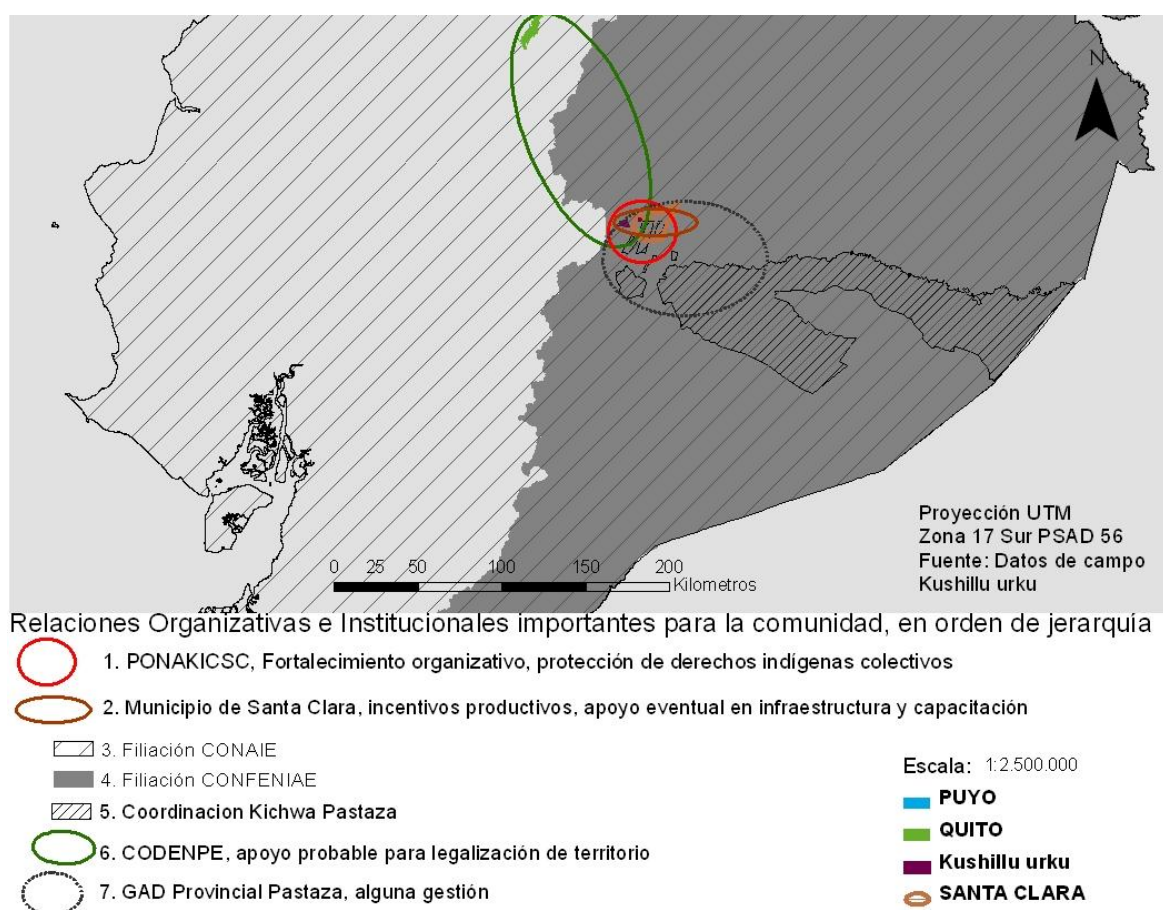 N
Proyección UTM
Zona 17 Sur PSAD 56
Fuente: Datos de campo
Kushillu urku
0 25 50 100 150 200
Kilometros
Relaciones Organizativas e Institucionales importantes para la comunidad, en orden de jerarquía
1. PONAKICSC, Fortalecimiento organizativo, protección de derechos indígenas colectivos
2. Municipio de Santa Clara, incentivos productivos, apoyo eventual en infraestructura y capacitación
3. Filiación CONAIE
4. Filiación CONFENIAE
5. Coordinacion Kichwa Pastaza
6. CODENPE, apoyo probable para legalización de territorio
7. GAD Provincial Pastaza, alguna gestión
Escala: 1:2.500.000
PUYO
QUITO
Kushillu urku
SANTA CLARA